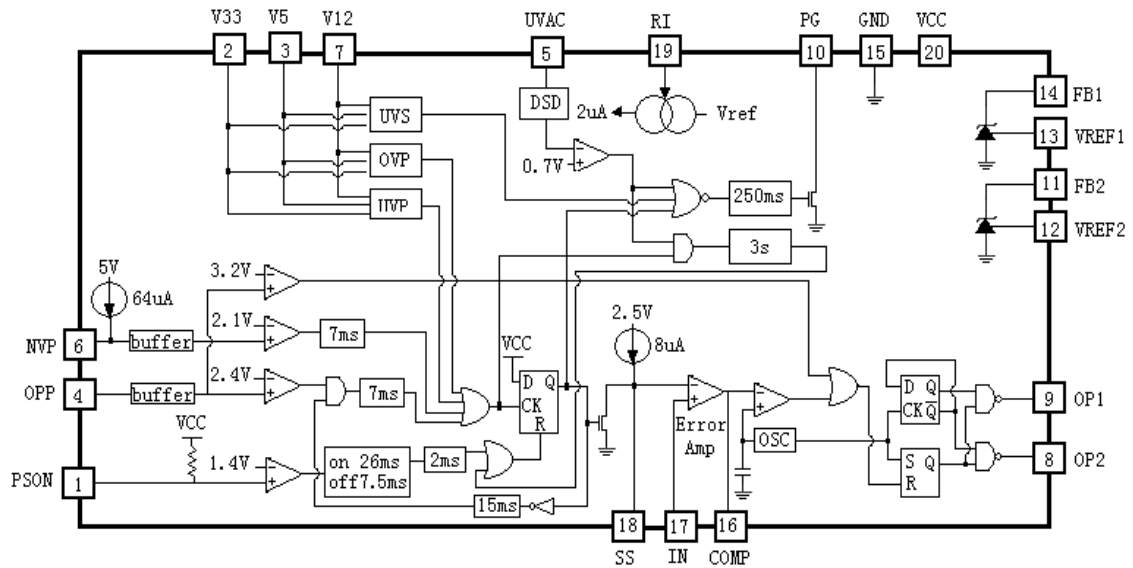 V33 V5 V12 UVAC RI PG GND VCC
2 3 7 5 19 10 15 20
14 FB1
DSD
2uA Vref
UVS
13 VREF1
0.7V
OVP
11 FB2
UVP
250ms
12 VREF2
3s
5V
3.2V
64uA
2.5V
2.1V
8uA
NVP 6 buffer
7ms
VCC
OPP 4 buffer
2.4V
7ms
D Q
CK
R
D Q
CK Q
9 OP1
Error
Amp
OSC
VCC
1.4V
on 26ms
off7.5ms
2ms
S Q
R
8 OP2
PSON 1
15ms
18 17 16
SS IN COMP
- + - + - + - + - + - + - +